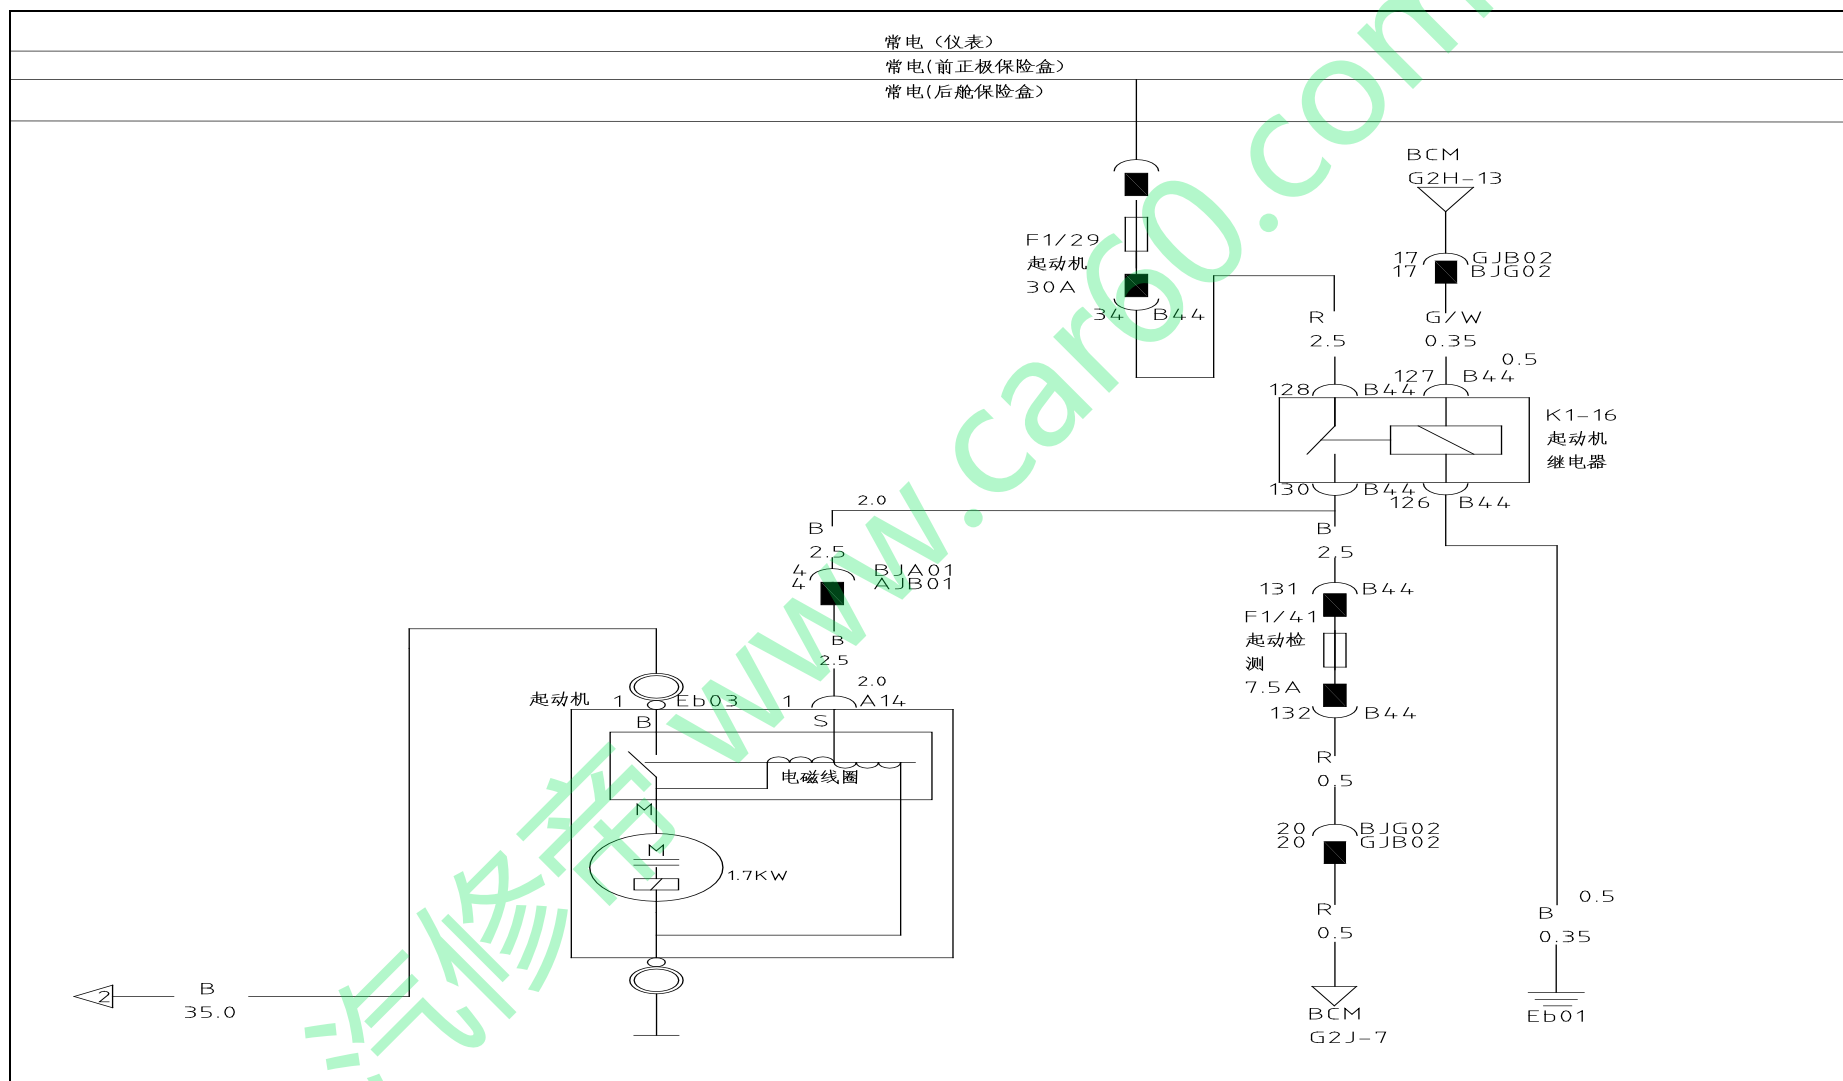 常电（仪表）
常电(前正极保险盒）
常电(后舱保险盒）
BCM
G2H-13
F1/29
起动机
30A
34 B44
17 GJB02
17 BJG02
R
2.5
G/W
0.35
0.5
128 B44
127 B44
K1-16
起动机
继电器
130 B44
126 B44
2.0
B
2.5
4 BJA01
4 AJB01
B
2.5
2.0
B
2.5
131 B44
F1/41
起动检
测
7.5A
132 B44
起动机 1 Eb03 1 A14
B S
电磁线圈
M
M
1.7KW
R
0.5
20 BJG02
20 GJB02
R
0.5
BCM
G2J-7
0.5
B
0.35
Eb01
2
B
35.0
汽修帝 www.car60.com